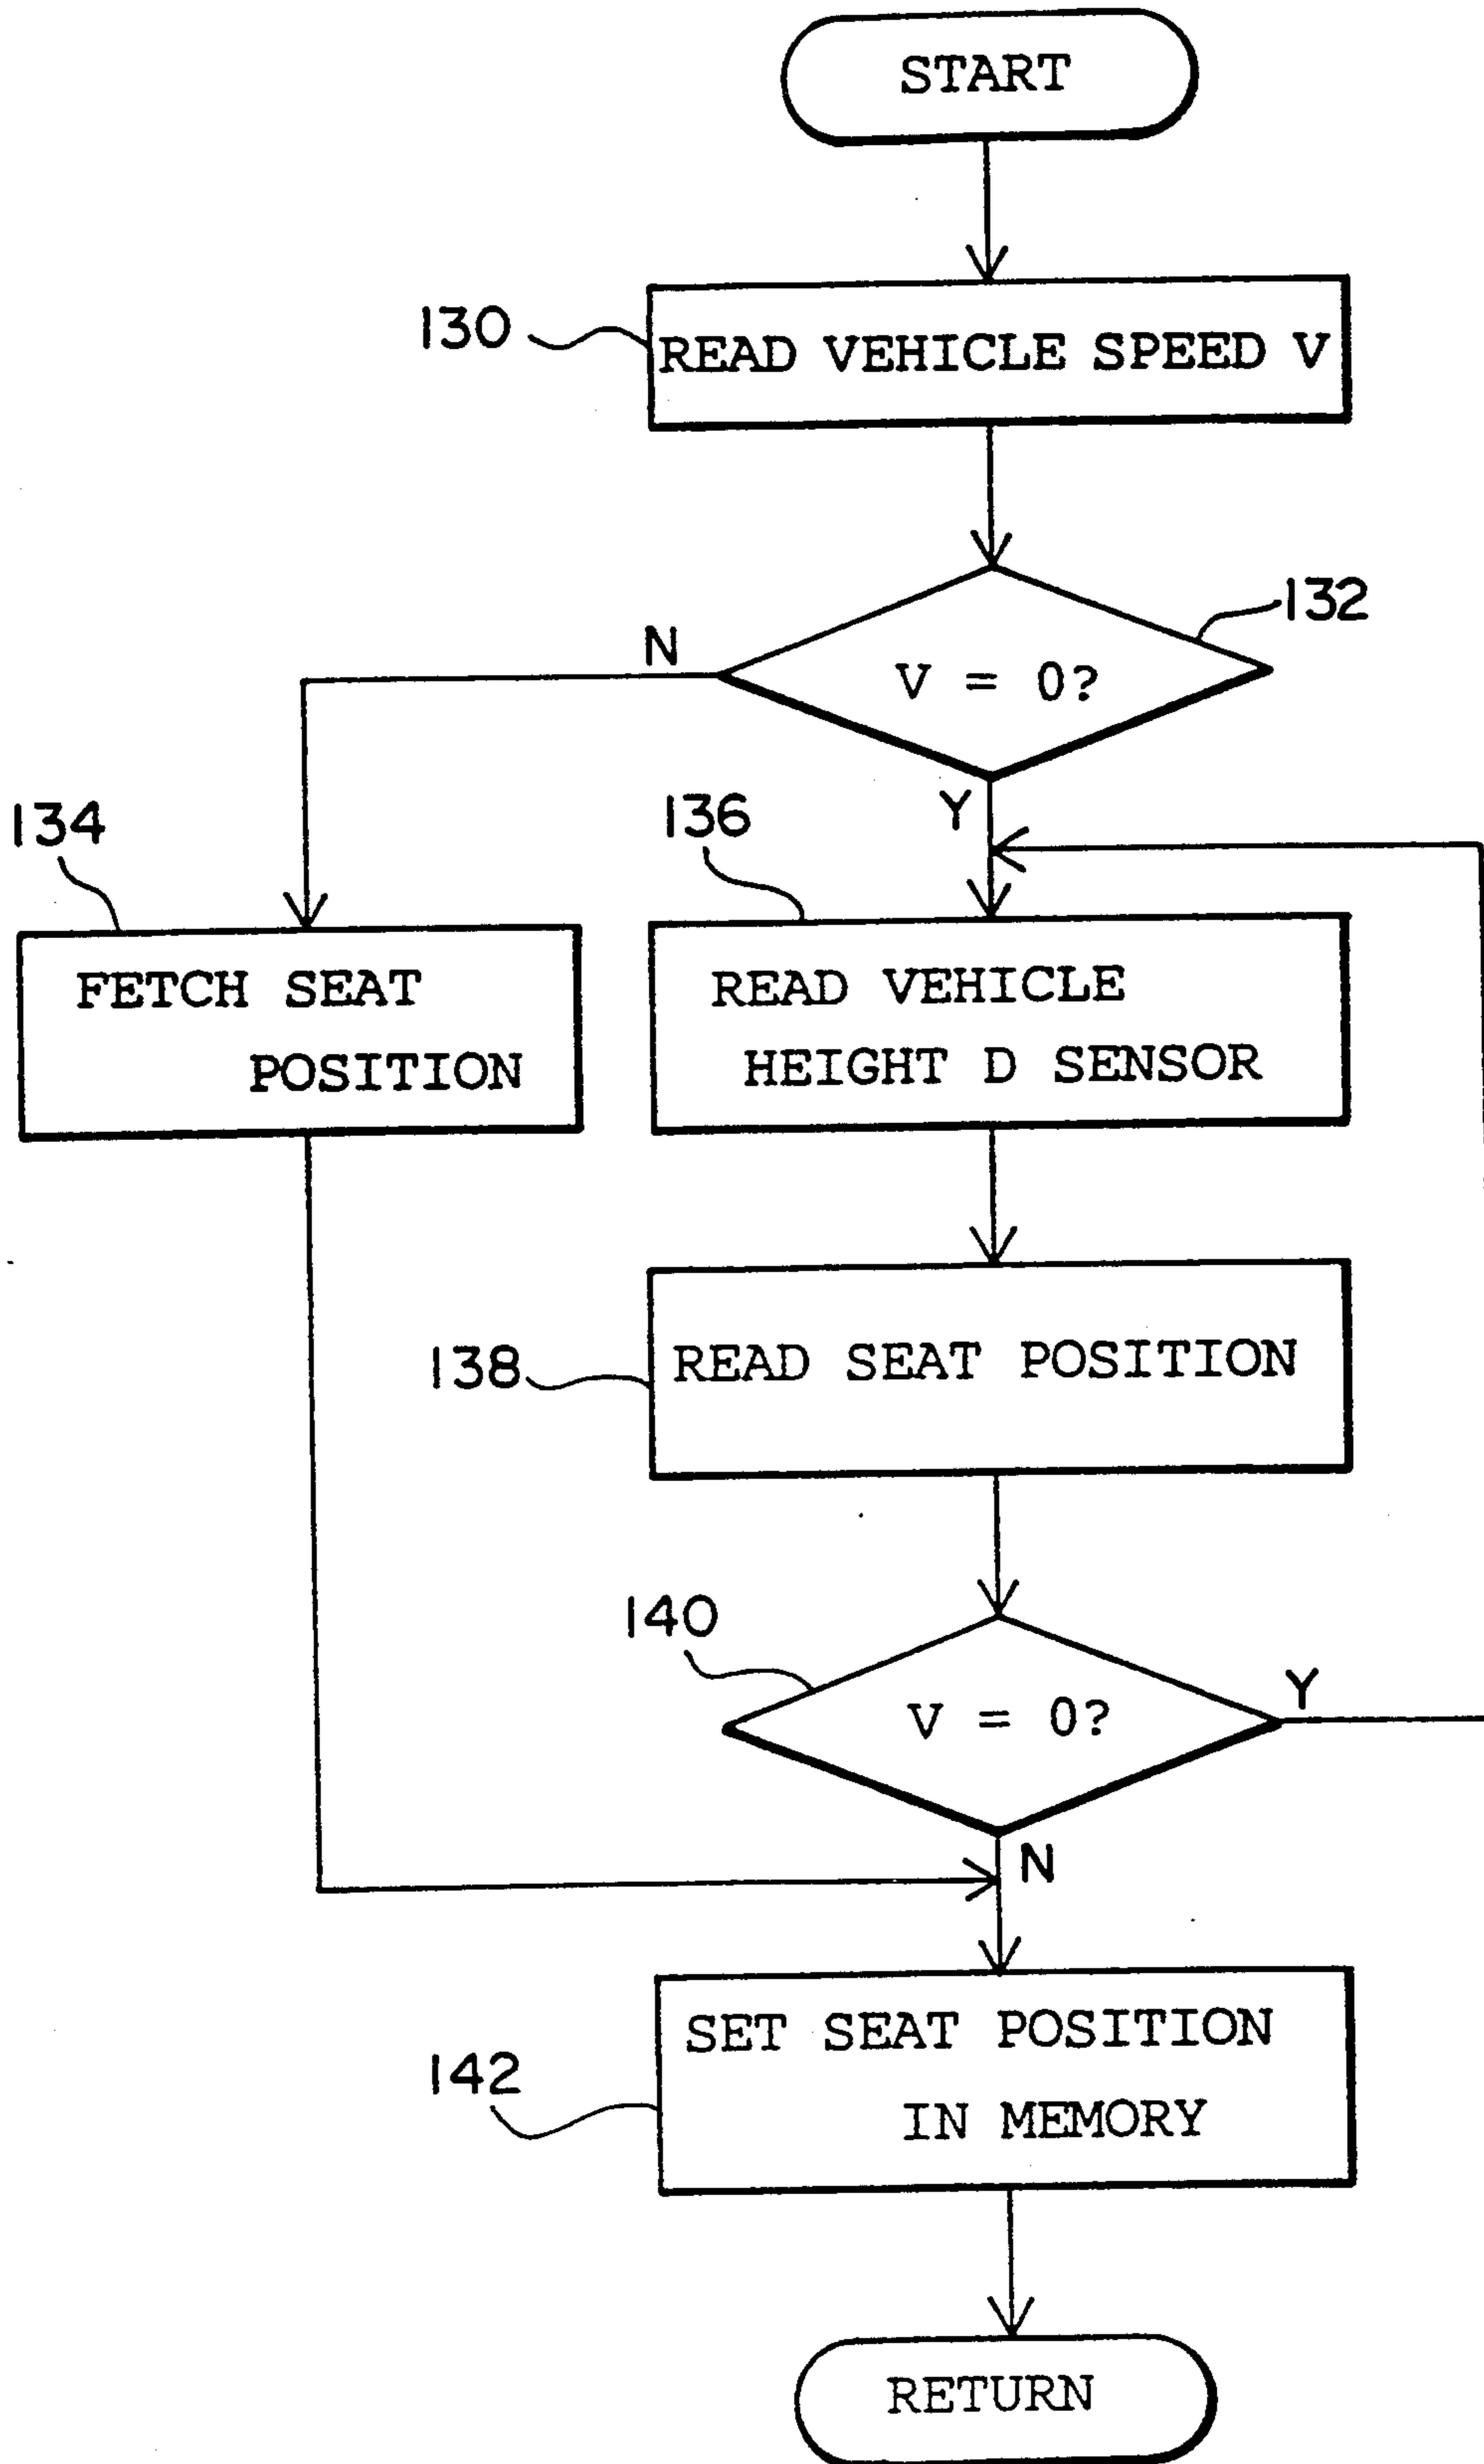 START
130
READ VEHICLE SPEED V
132
N
V = 0?
Y
134
136
FETCH SEAT
POSITION
READ VEHICLE
HEIGHT D SENSOR
138
READ SEAT POSITION
140
V = 0?
Y
N
142
SET SEAT POSITION
IN MEMORY
RETURN